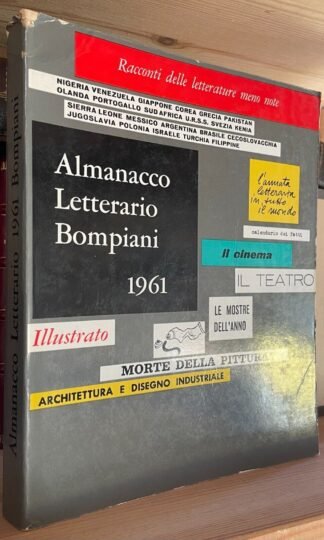 Racconti delle letterature meno note
NIGERIA VENEZUELA GIAPPONE COREA GRECIA PAKISTAN
OLANDA PORTOGALLO SUDAFRICA U.R.S.S. SVEZIA KENIA
SIERRA LEONE MESSICO ARGENTINA BRASILE CECOSLOVACCHIA
JUGOSLAVIA POLONIA ISRAELE TURCHIA FILIPPINE
Almanacco
Letterario
Bompiani
1961
l'annata
letteraria
in tutto
il mondo
calendario dei
Il cinema
IL TEATRO
LE MOSTRE
DELL'ANNO
Illustrato
MORTE DELLA PITTURA
ARCHITETTURA E DISEGNO INDUSTRIALE
Almanacco Letterario 1961 Bompiani